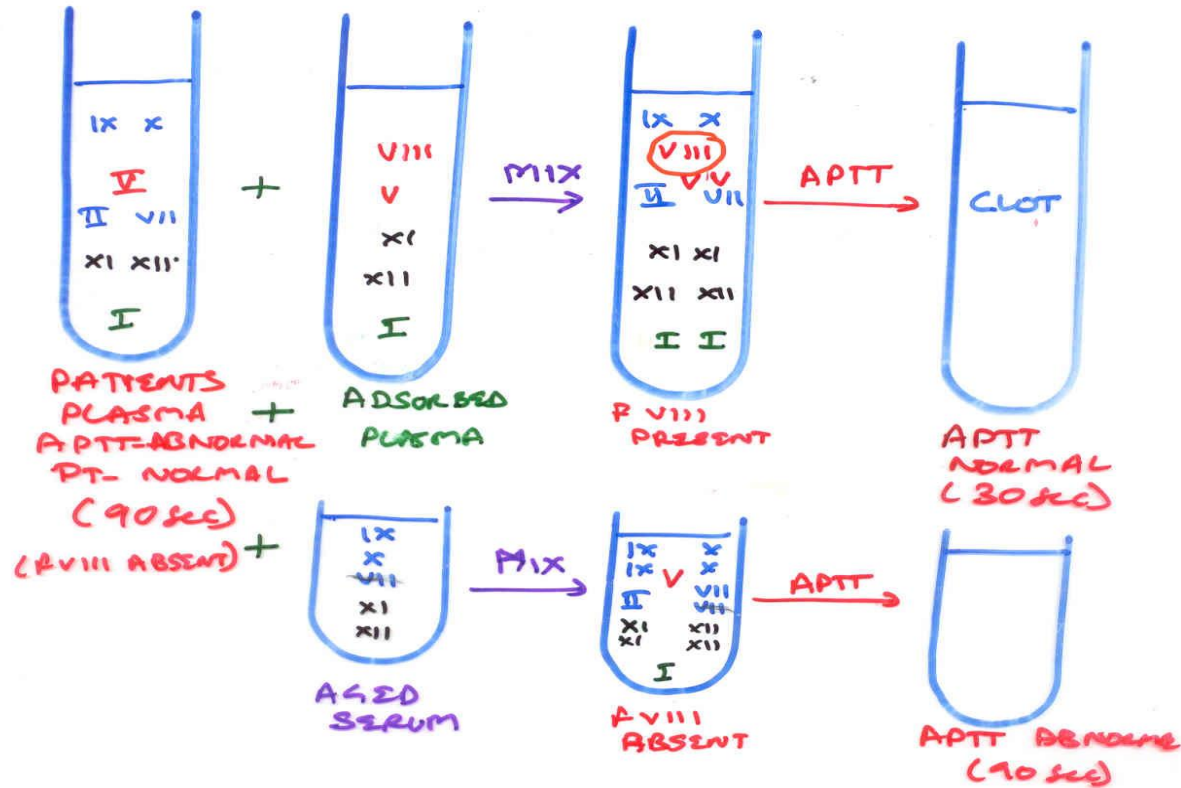 IX X
V
II VII
XI XII
I
+
VIII
V
XI
XII
I
MIX
IX X
VIII
V V
II VII
XI XI
XII XII
I I
APTT
CLOT
PATIENTS
PLASMA
APTT-ABNORMAL
PT- NORMAL
(90 sec)
(F VIII ABSENT)
+
ADSORBED
PLASMA
F VIII
PRESENT
APTT
NORMAL
(30 sec)
+
IX
X
VII
XI
XII
AGED
SERUM
MIX
IX X
IX V X
II VII
VII
XI XII
XI XII
I
F VIII
ABSENT
APTT
APTT ABNORMA
(90 sec)